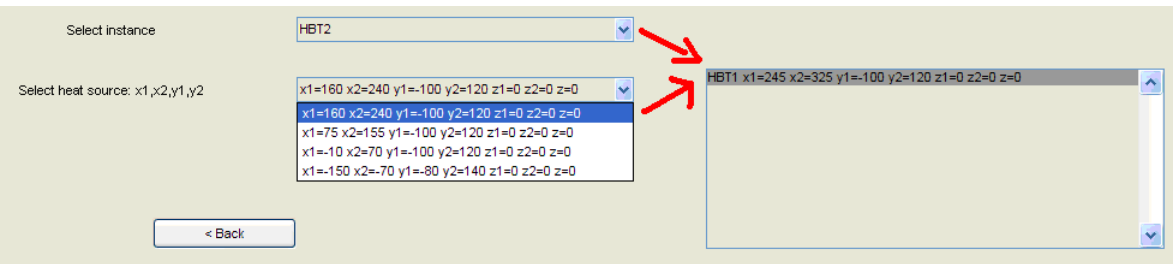 Select instance
HBT2
Select heat source: x1,x2,y1,y2
x1=160 x2=240 y1=-100 y2=120 z1=0 z2=0 z=0
x1=160 x2=240 y1=-100 y2=120 z1=0 z2=0 z=0
x1=75 x2=155 y1=-100 y2=120 z1=0 z2=0 z=0
x1=-10 x2=70 y1=-100 y2=120 z1=0 z2=0 z=0
x1=-150 x2=-70 y1=-80 y2=140 z1=0 z2=0 z=0
HBT1 x1=245 x2=325 y1=-100 y2=120 z1=0 z2=0 z=0
< Back